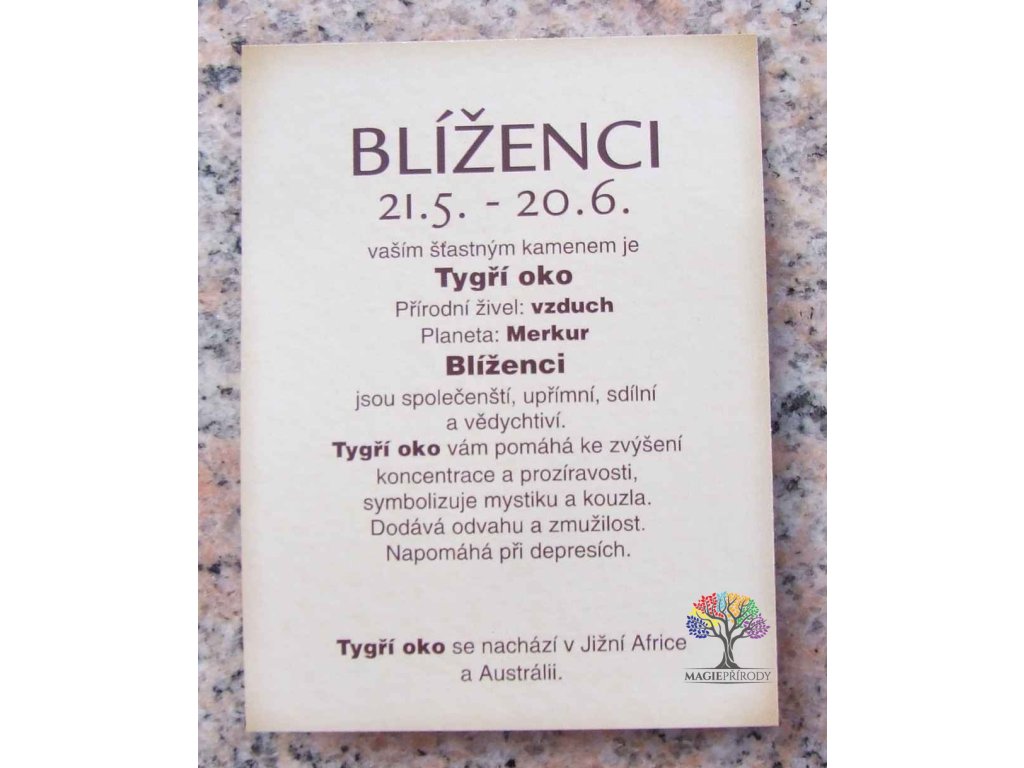 BLÍŽENCI
21.5. - 20.6.
vaším šťastným kamenem je
Tygří oko
Přírodní živel: vzduch
Planeta: Merkur
Blíženci
jsou společenští, upřímní, sdílní
a vědychtiví.
Tygří oko vám pomáhá ke zvýšení
koncentrace a prozíravosti,
symbolizuje mystiku a kouzla.
Dodává odvahu a zmužilost.
Napomáhá při depresích.
Tygří oko se nachází v Jižní Africe
a Austrálii.
MAGIEPŘÍRODY